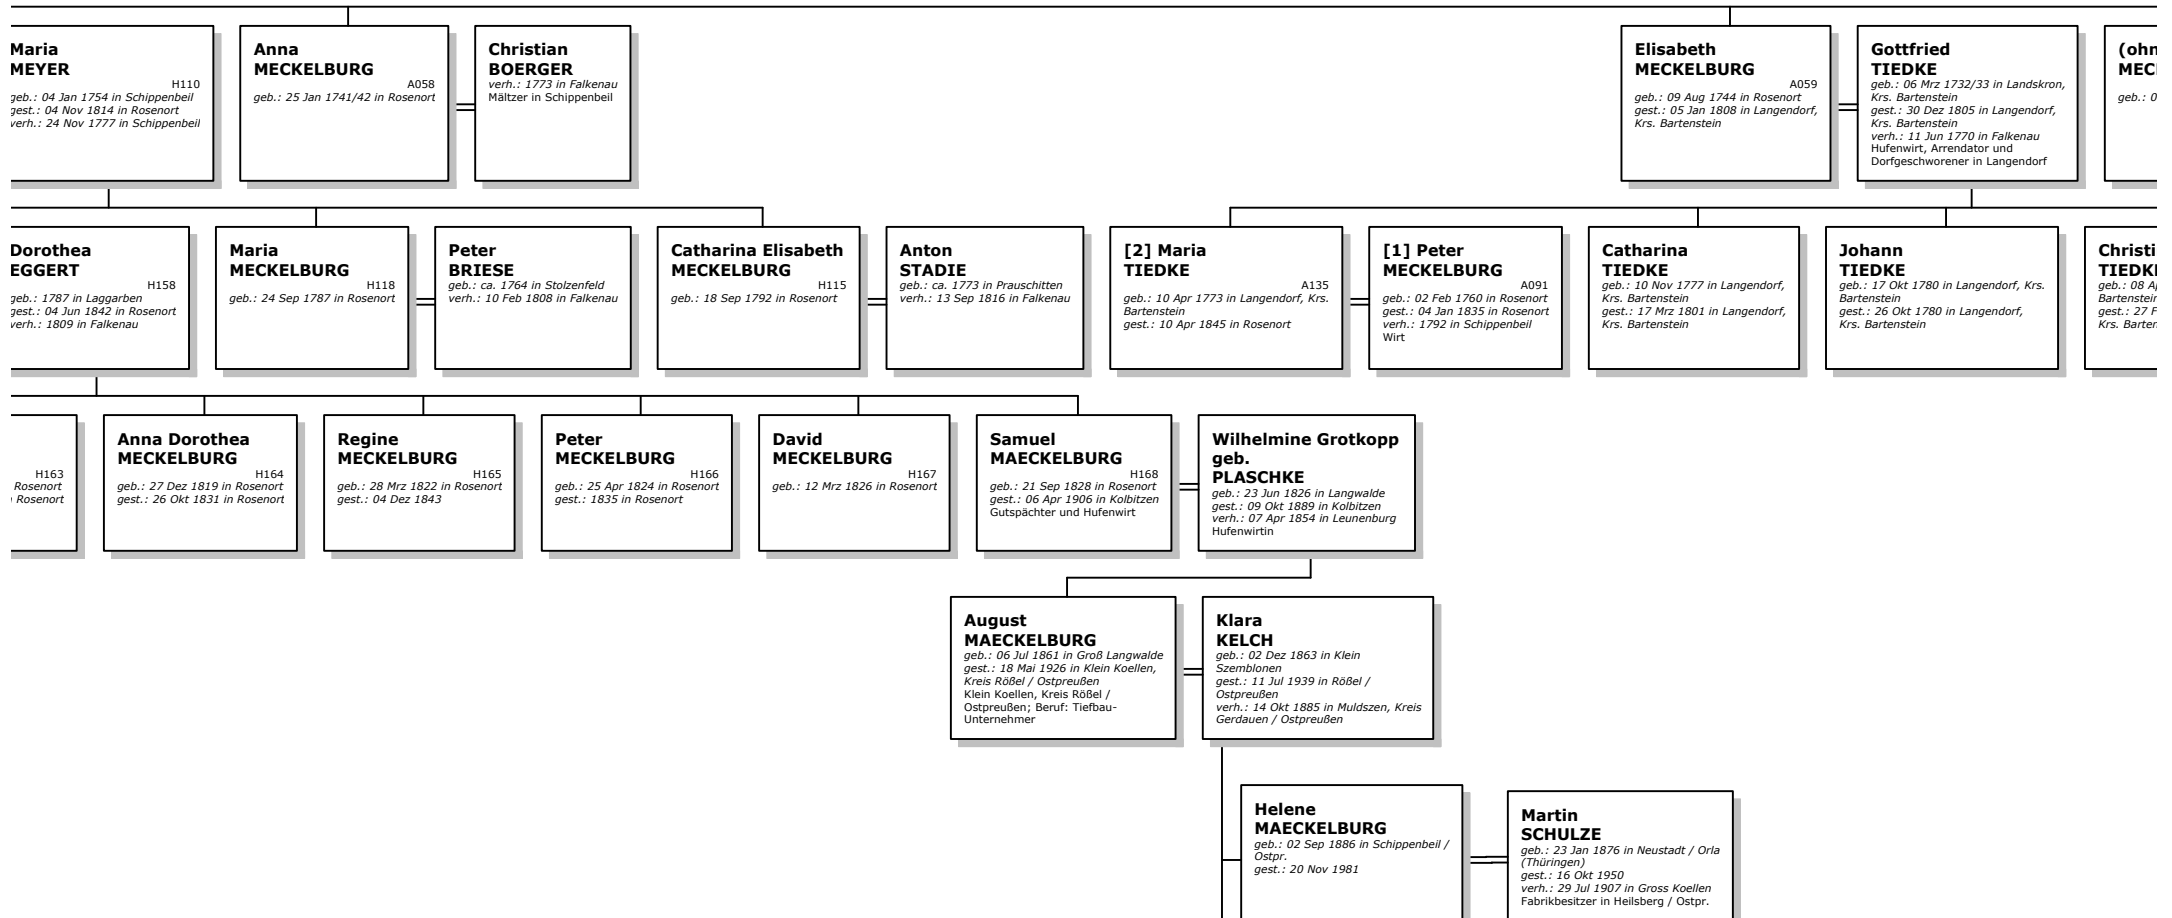 Maria
MEYER
H110
geb.: 04 Jan 1754 in Schippenbeil
gest.: 04 Nov 1814 in Rosenort
verh.: 24 Nov 1777 in Schippenbeil
Anna
MECKELBURG
A058
geb.: 25 Jan 1741/42 in Rosenort
Christian
BOERGER
verh.: 1773 in Falkenau
Mältzer in Schippenbeil
Elisabeth
MECKELBURG
A059
geb.: 09 Aug 1744 in Rosenort
gest.: 05 Jan 1808 in Langendorf,
Krs. Bartenstein
Gottfried
TIEDKE
geb.: 06 Mrz 1732/33 in Landskron,
Krs. Bartenstein
gest.: 30 Dez 1805 in Langendorf,
Krs. Bartenstein
verh.: 11 Jun 1770 in Falkenau
Hufenwirt, Arrendator und
Dorfgeschworener in Langendorf
(ohn
MEC
geb.: 0
Dorothea
EGGERT
H158
geb.: 1787 in Laggarben
gest.: 04 Jun 1842 in Rosenort
verh.: 1809 in Falkenau
Maria
MECKELBURG
H118
geb.: 24 Sep 1787 in Rosenort
Peter
BRIESE
geb.: ca. 1764 in Stolzenfeld
verh.: 10 Feb 1808 in Falkenau
Catharina Elisabeth
MECKELBURG
H115
geb.: 18 Sep 1792 in Rosenort
Anton
STADIE
geb.: ca. 1773 in Prauschitten
verh.: 13 Sep 1816 in Falkenau
[2] Maria
TIEDKE
A135
geb.: 10 Apr 1773 in Langendorf, Krs.
Bartenstein
gest.: 10 Apr 1845 in Rosenort
[1] Peter
MECKELBURG
A091
geb.: 02 Feb 1760 in Rosenort
gest.: 04 Jan 1835 in Rosenort
verh.: 1792 in Schippenbeil
Wirt
Catharina
TIEDKE
geb.: 10 Nov 1777 in Langendorf,
Krs. Bartenstein
gest.: 17 Mrz 1801 in Langendorf,
Krs. Bartenstein
Johann
TIEDKE
geb.: 17 Okt 1780 in Langendorf, Krs.
Bartenstein
gest.: 26 Okt 1780 in Langendorf,
Krs. Bartenstein
Christi
TIEDK
geb.: 08 A
Bartenstein
gest.: 27 F
Krs. Barten
H163
Rosenort
Rosenort
Anna Dorothea
MECKELBURG
H164
geb.: 27 Dez 1819 in Rosenort
gest.: 26 Okt 1831 in Rosenort
Regine
MECKELBURG
H165
geb.: 28 Mrz 1822 in Rosenort
gest.: 04 Dez 1843
Peter
MECKELBURG
H166
geb.: 25 Apr 1824 in Rosenort
gest.: 1835 in Rosenort
David
MECKELBURG
H167
geb.: 12 Mrz 1826 in Rosenort
Samuel
MAECKELBURG
H168
geb.: 21 Sep 1828 in Rosenort
gest.: 06 Apr 1906 in Kolbitzen
Gutspächter und Hufenwirt
Wilhelmine Grotkopp
geb.
PLASCHKE
geb.: 23 Jun 1826 in Langwalde
gest.: 09 Okt 1889 in Kolbitzen
verh.: 07 Apr 1854 in Leunenburg
Hufenwirtin
August
MAECKELBURG
geb.: 06 Jul 1861 in Groß Langwalde
gest.: 18 Mai 1926 in Klein Koellen,
Kreis Rößel / Ostpreußen
Klein Koellen, Kreis Rößel /
Ostpreußen; Beruf: Tiefbau-
Unternehmer
Klara
KELCH
geb.: 02 Dez 1863 in Klein
Szemblonen
gest.: 11 Jul 1939 in Rößel /
Ostpreußen
verh.: 14 Okt 1885 in Muldszen, Kreis
Gerdauen / Ostpreußen
Helene
MAECKELBURG
geb.: 02 Sep 1886 in Schippenbeil /
Ostpr.
gest.: 20 Nov 1981
Martin
SCHULZE
geb.: 23 Jan 1876 in Neustadt / Orla
(Thüringen)
gest.: 16 Okt 1950
verh.: 29 Jul 1907 in Gross Koellen
Fabrikbesitzer in Heilsberg / Ostpr.